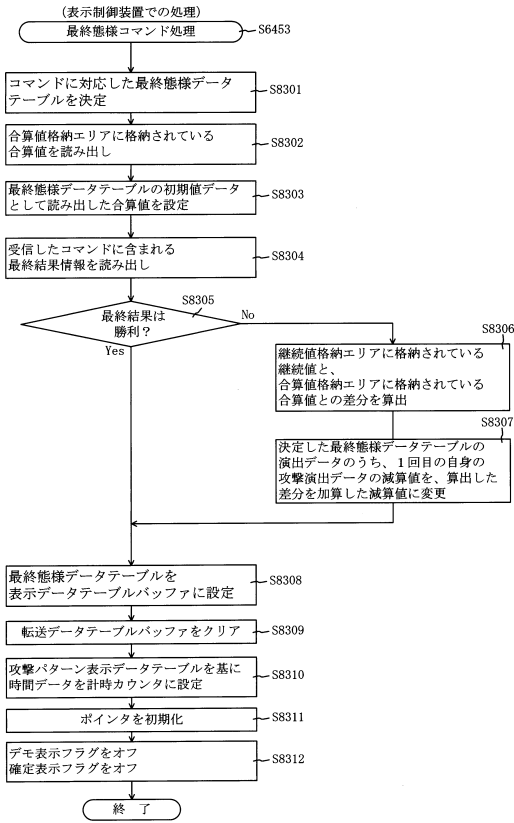 (表示制御装置での処理)
最終態様コマンド処理
S6453
コマンドに対応した最終態様データ
テーブルを決定
S8301
合算値格納エリアに格納されている
合算値を読み出し
S8302
最終態様データテーブルの初期値データ
として読み出した合算値を設定
S8303
受信したコマンドに含まれる
最終結果情報を読み出し
S8304
S8305
最終結果は
勝利?
No
Yes
S8306
継続値格納エリアに格納されている
継続値と、
合算値格納エリアに格納されている
合算値との差分を算出
S8307
決定した最終態様データテーブルの
演出データのうち、1回目の自身の
攻撃演出データの減算値を、算出した
差分を加算した減算値に変更
最終態様データテーブルを
表示データテーブルバッファに設定
S8308
転送データテーブルバッファをクリア
S8309
攻撃パターン表示データテーブルを基に
時間データを計時カウンタに設定
S8310
ポインタを初期化
S8311
デモ表示フラグをオフ
確定表示フラグをオフ
S8312
終 了